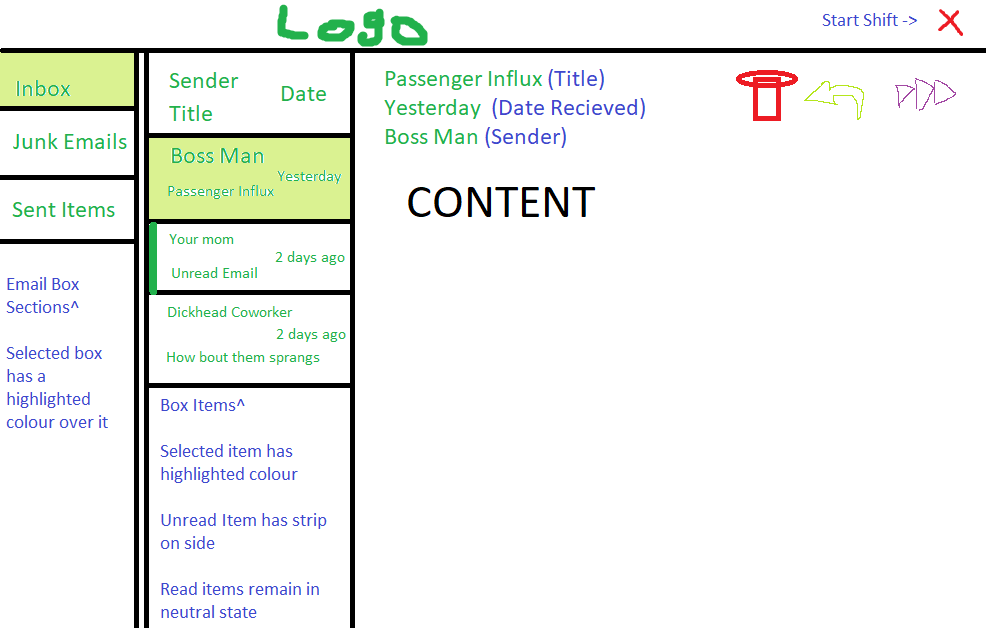 Logo
Start Shift ->
Inbox
Junk Emails
Sent Items
Email Box
Sections^
Selected box
has a
highlighted
colour over it
Sender
Title
Date
Boss Man
Yesterday
Passenger Influx
Your mom
2 days ago
Unread Email
Dickhead Coworker
2 days ago
How bout them sprangs
Box Items^
Selected item has
highlighted colour
Unread Item has strip
on side
Read items remain in
neutral state
Passenger Influx (Title)
Yesterday (Date Recieved)
Boss Man (Sender)
CONTENT